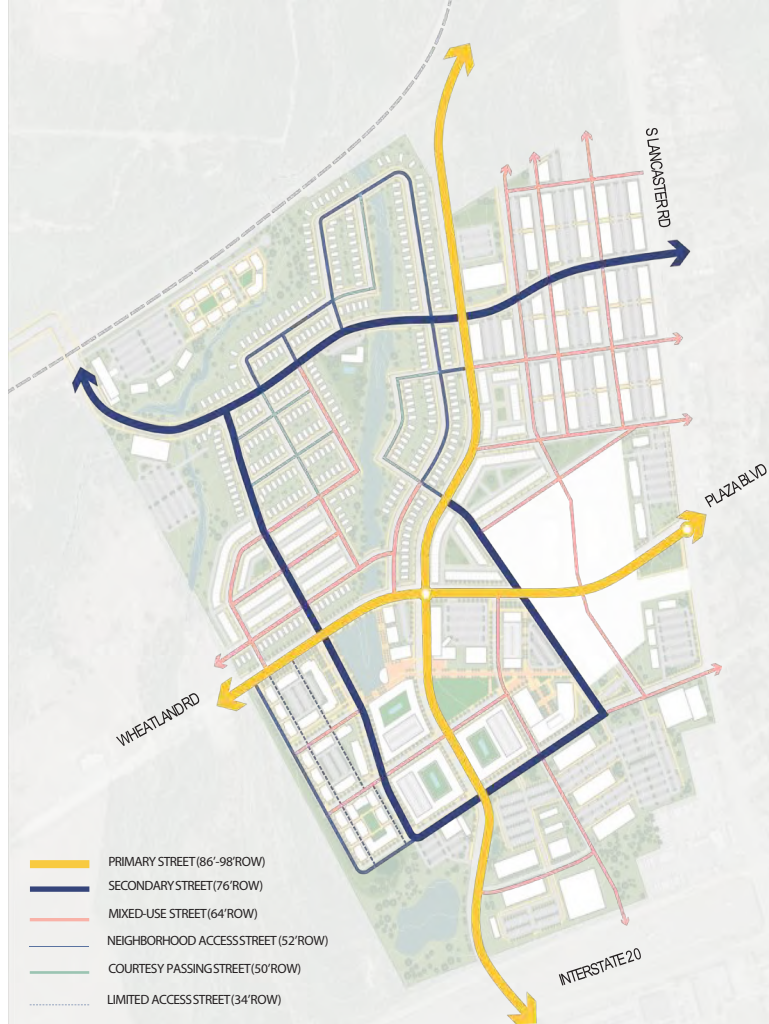 S LANCASTER RD
PLAZA BLVD
WHEATLAND RD
INTERSTATE 20
PRIMARY STREET (86'-98' ROW)
SECONDARY STREET (76' ROW)
MIXED-USE STREET (64' ROW)
NEIGHBORHOOD ACCESS STREET (52' ROW)
COURTESY PASSING STREET (50' ROW)
LIMITED ACCESS STREET (34' ROW)